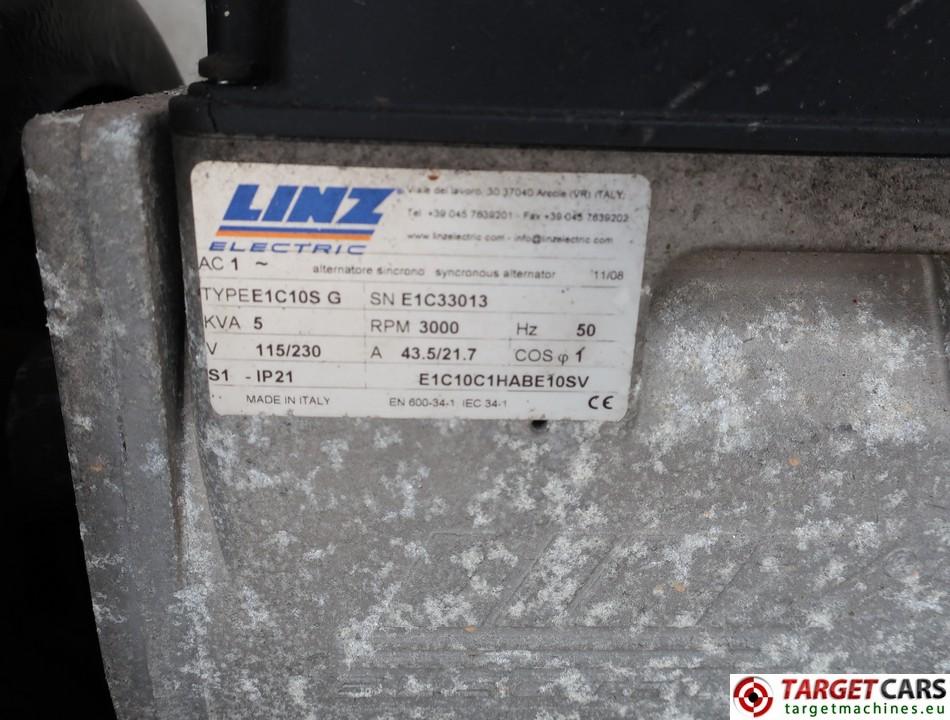 LINZ
ELECTRIC
Viale del lavoro, 30 37040 Arcole (VR) ITALY.
Tel. +39 045 7639201 - Fax +39 045 7639202
www.linzelectric.com - info@linzelectric.com
AC 1 ~ alternatore sincrono synchronous alternator 11/08
TYPE E1C10S G SN E1C33013
KVA 5 RPM 3000 Hz 50
V 115/230 A 43.5/21.7 COS φ 1
S1 - IP21 E1C10C1HABE10SV
MADE IN ITALY EN 600-34-1 IEC 34-1 CE
TARGETCARS
targetmachines.eu